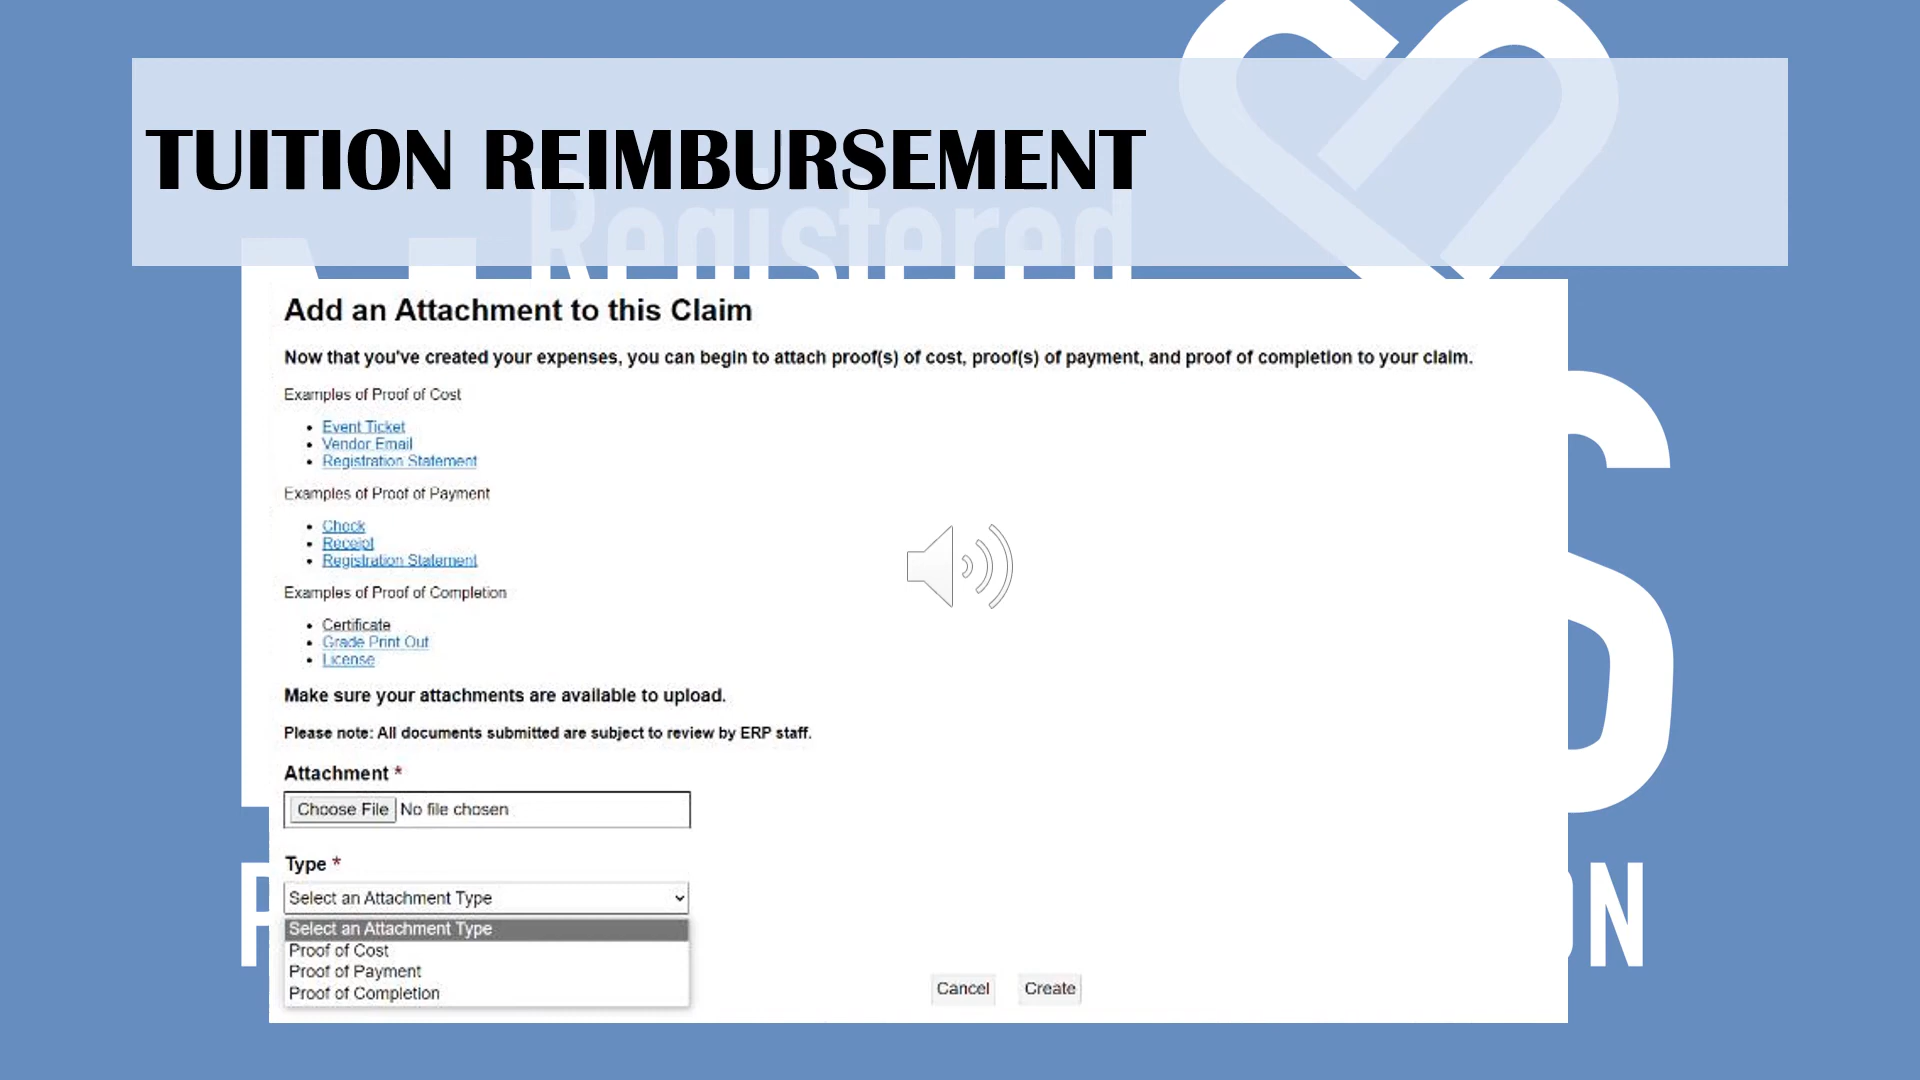 TUITION REIMBURSEMENT
Registered
Add an Attachment to this Claim
Now that you've created your expenses, you can begin to attach proof(s) of cost, proof(s) of payment, and proof of completion to your claim.
Examples of Proof of Cost
Event Ticket
Vendor Email
Registration Statement
Examples of Proof of Payment
Check
Receipt
Registration Statement
Examples of Proof of Completion
Certificate
Grade Print Out
License
Make sure your attachments are available to upload.
Please note: All documents submitted are subject to review by ERP staff.
Attachment *
Choose File No file chosen
Type *
Select an Attachment Type
Select an Attachment Type
Proof of Cost
Proof of Payment
Proof of Completion
Cancel Create